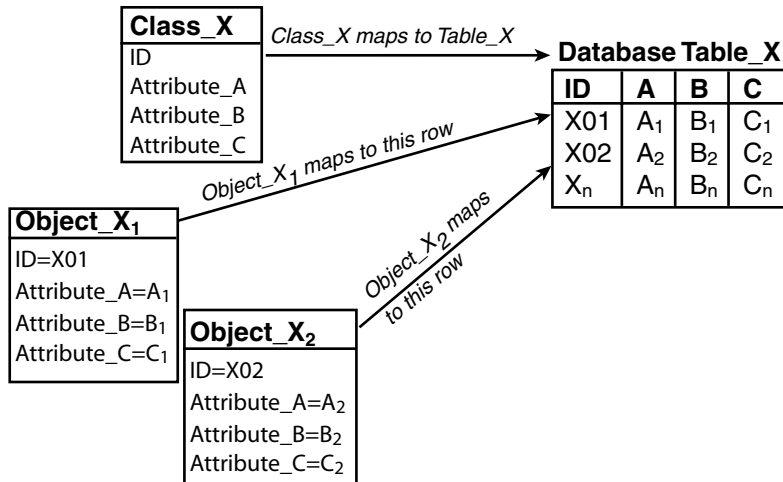 Class_X
ID
Attribute_A
Attribute_B
Attribute_C
Class_X maps to Table_X
Database Table_X
ID A B C
X01 A₁ B₁ C₁
X02 A₂ B₂ C₂
Xₙ Aₙ Bₙ Cₙ
Object_X₁ maps to this row
Object_X₂ maps
to this row
Object_X₁
ID=X01
Attribute_A=A₁
Attribute_B=B₁
Attribute_C=C₁
Object_X₂
ID=X02
Attribute_A=A₂
Attribute_B=B₂
Attribute_C=C₂